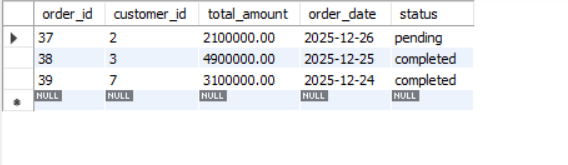 order_id customer_id total_amount order_date status
37 2 2100000.00 2025-12-26 pending
38 3 4900000.00 2025-12-25 completed
39 7 3100000.00 2025-12-24 completed
NULL NULL NULL NULL NULL